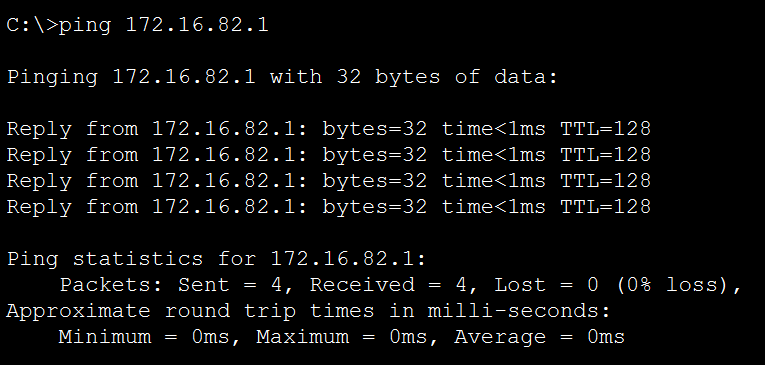 C:\>ping 172.16.82.1
Pinging 172.16.82.1 with 32 bytes of data:
Reply from 172.16.82.1: bytes=32 time<1ms TTL=128
Reply from 172.16.82.1: bytes=32 time<1ms TTL=128
Reply from 172.16.82.1: bytes=32 time<1ms TTL=128
Reply from 172.16.82.1: bytes=32 time<1ms TTL=128
Ping statistics for 172.16.82.1:
    Packets: Sent = 4, Received = 4, Lost = 0 (0% loss),
Approximate round trip times in milli-seconds:
    Minimum = 0ms, Maximum = 0ms, Average = 0ms